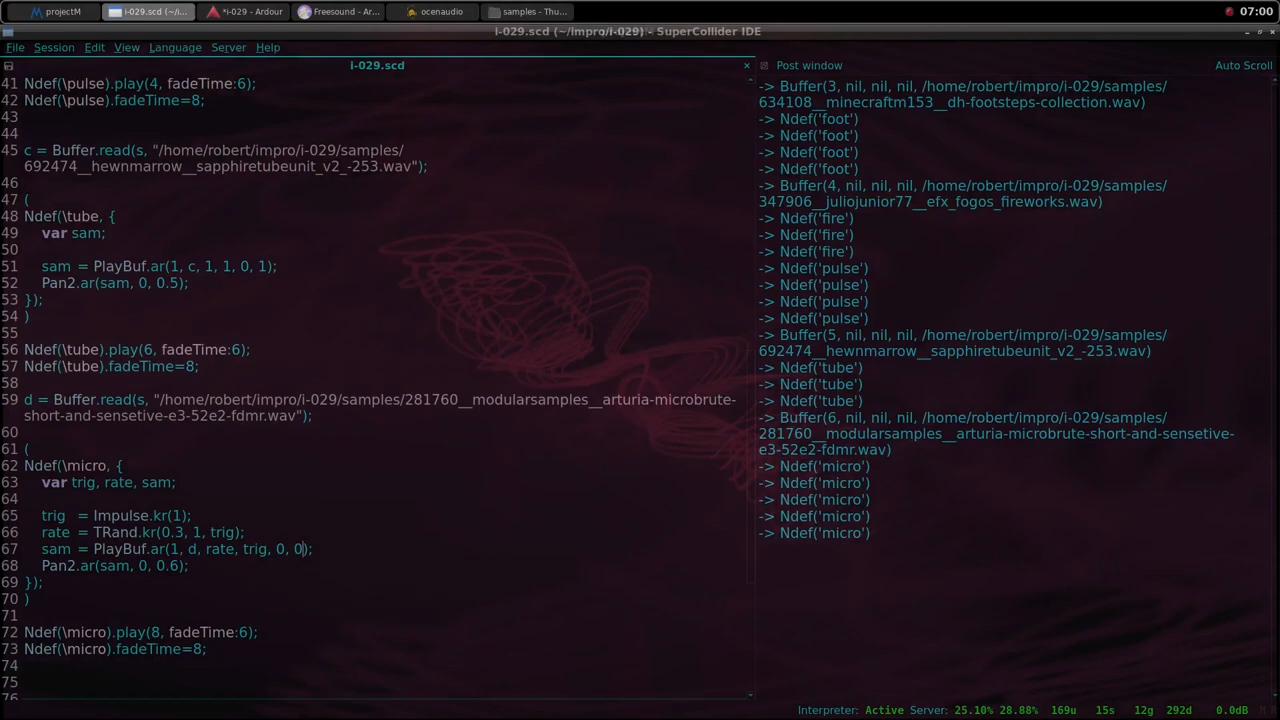 projectM
i-029.scd (~/i...
*i-029 - Ardour
Freesound - Ar...
ocenaudio
samples - Thu...
07:00
i-029.scd (~/impro/i-029) - SuperCollider IDE
File Session Edit View Language Server Help
i-029.scd
41 Ndef(\pulse).play(4, fadeTime:6);
42 Ndef(\pulse).fadeTime=8;
43
44
45 c = Buffer.read(s, "/home/robert/impro/i-029/samples/
692474__hewnmarrow__sapphiretubeunit_v2_-253.wav");
46
47 (
48 Ndef(\tube, {
49 var sam;
50
51 sam = PlayBuf.ar(1, c, 1, 1, 0, 1);
52 Pan2.ar(sam, 0, 0.5);
53 });
54 )
55
56 Ndef(\tube).play(6, fadeTime:6);
57 Ndef(\tube).fadeTime=8;
58
59 d = Buffer.read(s, "/home/robert/impro/i-029/samples/281760__modularsamples__arturia-microbrute-
short-and-sensetive-e3-52e2-fdmr.wav");
60
61 (
62 Ndef(\micro, {
63 var trig, rate, sam;
64
65 trig = Impulse.kr(1);
66 rate = TRand.kr(0.3, 1, trig);
67 sam = PlayBuf.ar(1, d, rate, trig, 0, 0);
68 Pan2.ar(sam, 0, 0.6);
69 });
70 )
71
72 Ndef(\micro).play(8, fadeTime:6);
73 Ndef(\micro).fadeTime=8;
74
75
76
Post window
Auto Scroll
-> Buffer(3, nil, nil, nil, /home/robert/impro/i-029/samples/
634108__minecraftm153__dh-footsteps-collection.wav)
-> Ndef('foot')
-> Ndef('foot')
-> Ndef('foot')
-> Ndef('foot')
-> Buffer(4, nil, nil, nil, /home/robert/impro/i-029/samples/
347906__juliojunior77__efx_fogos_fireworks.wav)
-> Ndef('fire')
-> Ndef('fire')
-> Ndef('fire')
-> Ndef('pulse')
-> Ndef('pulse')
-> Ndef('pulse')
-> Ndef('pulse')
-> Buffer(5, nil, nil, nil, /home/robert/impro/i-029/samples/
692474__hewnmarrow__sapphiretubeunit_v2_-253.wav)
-> Ndef('tube')
-> Ndef('tube')
-> Ndef('tube')
-> Buffer(6, nil, nil, nil, /home/robert/impro/i-029/samples/
281760__modularsamples__arturia-microbrute-short-and-sensetive-
e3-52e2-fdmr.wav)
-> Ndef('micro')
-> Ndef('micro')
-> Ndef('micro')
-> Ndef('micro')
-> Ndef('micro')
Interpreter: Active Server: 25.10% 28.88% 169u 15s 12g 292d 0.0dB M R